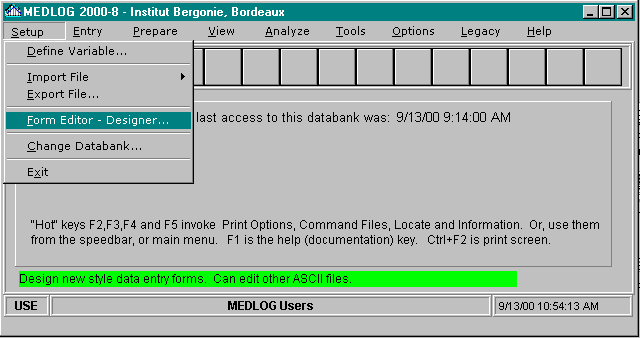 MEDLOG 2000-8 - Institut Bergonie, Bordeaux
Setup Entry Prepare View Analyze Tools Options Legacy Help
Define Variable...
Import File
Export File...
Form Editor - Designer...
last access to this databank was: 9/13/00 9:14:00 AM
Change Databank...
Exit
"Hot" keys F2,F3,F4 and F5 invoke Print Options, Command Files, Locate and Information. Or, use them
from the speedbar, or main menu. F1 is the help (documentation) key. Ctrl+F2 is print screen.
Design new style data entry forms. Can edit other ASCII files.
USE MEDLOG Users 9/13/00 10:54:13 AM